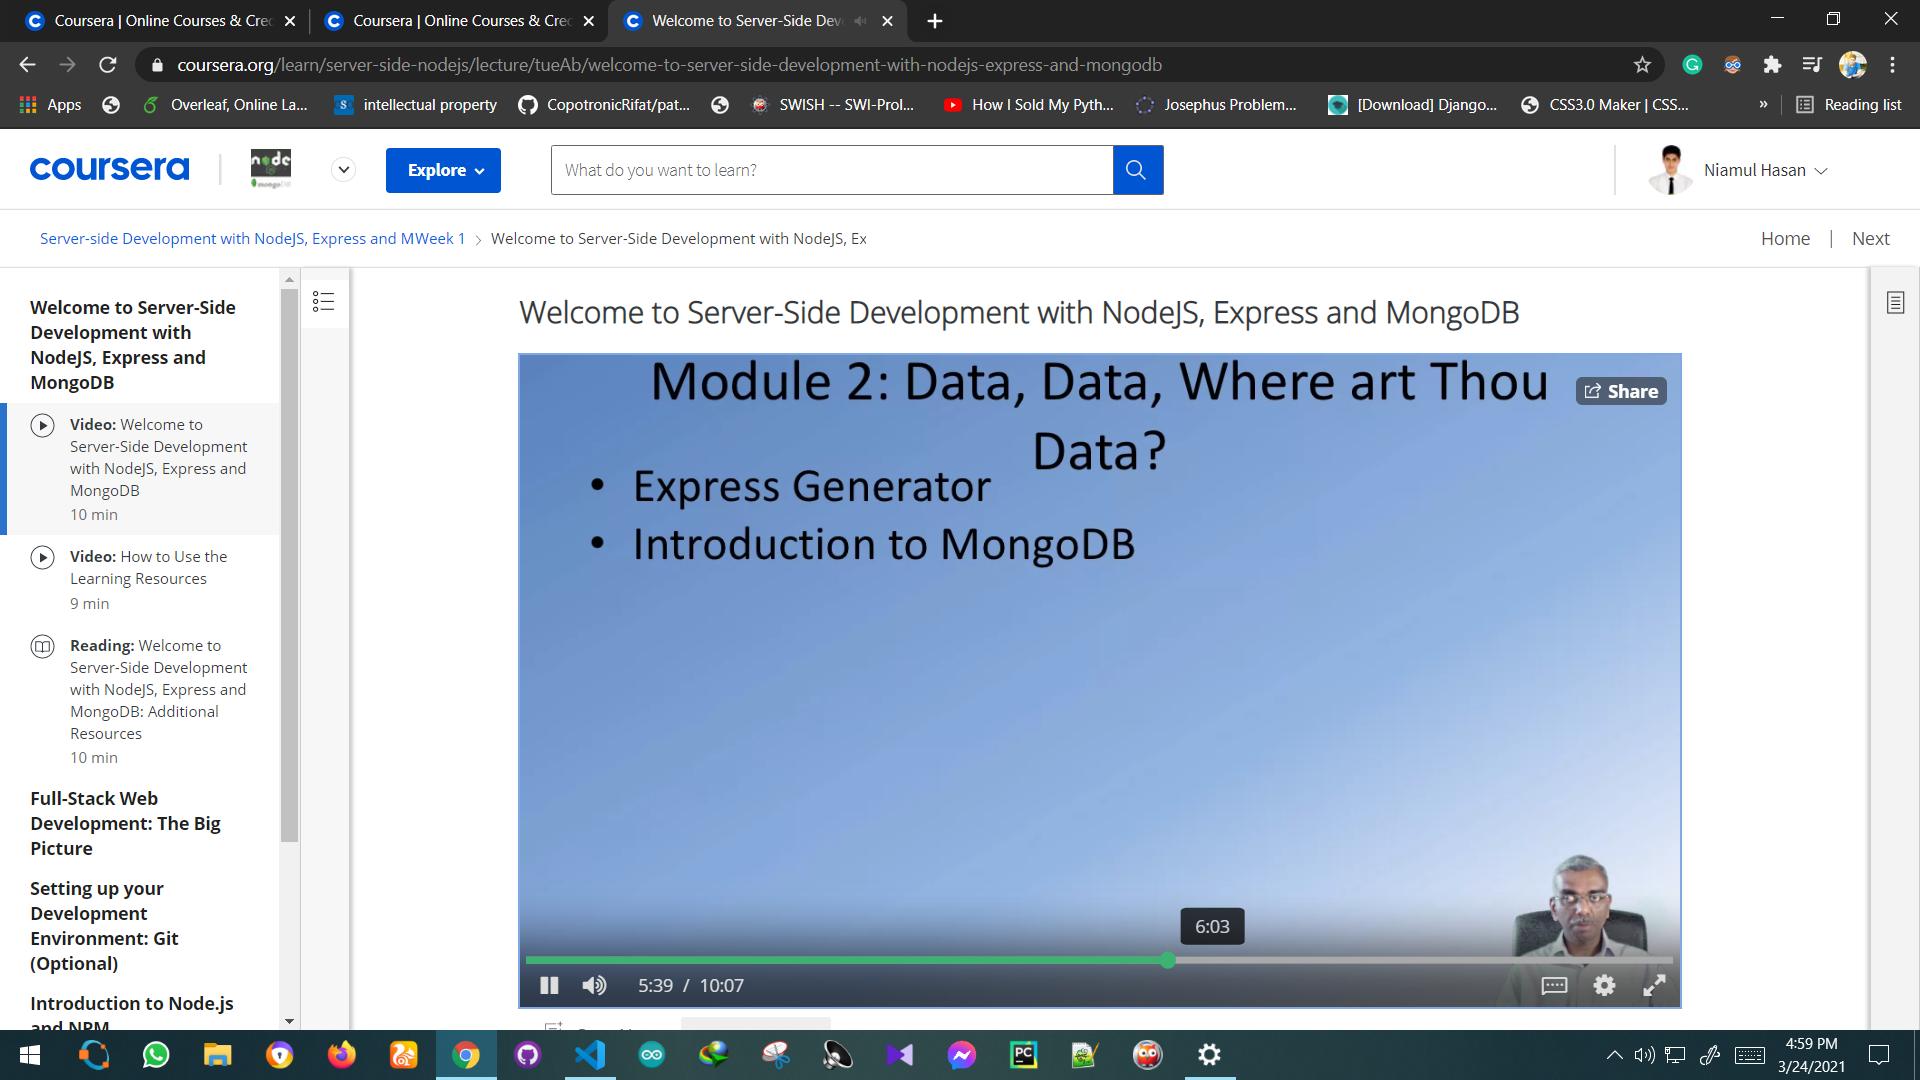 Coursera | Online Courses & Cre
Coursera | Online Courses & Cre
Welcome to Server-Side Dev
coursera.org/learn/server-side-nodejs/lecture/tueAb/welcome-to-server-side-development-with-nodejs-express-and-mongodb
Apps
Overleaf, Online La...
intellectual property
CopotronicRifat/pat...
SWISH -- SWI-Prol...
How I Sold My Pyth...
Josephus Problem...
[Download] Django...
CSS3.0 Maker | CSS...
»
Reading list
coursera
node
mongoDB
Explore
What do you want to learn?
Niamul Hasan
Server-side Development with NodeJS, Express and MWeek 1 > Welcome to Server-Side Development with NodeJS, Ex
Home | Next
Welcome to Server-Side
Development with
NodeJS, Express and
MongoDB
Video: Welcome to
Server-Side Development
with NodeJS, Express and
MongoDB
10 min
Video: How to Use the
Learning Resources
9 min
Reading: Welcome to
Server-Side Development
with NodeJS, Express and
MongoDB: Additional
Resources
10 min
Full-Stack Web
Development: The Big
Picture
Setting up your
Development
Environment: Git
(Optional)
Introduction to Node.js
and NPM
Welcome to Server-Side Development with NodeJS, Express and MongoDB
Module 2: Data, Data, Where art Thou
Data?
Share
• Express Generator
• Introduction to MongoDB
6:03
5:39 / 10:07
PC
4:59 PM
3/24/2021